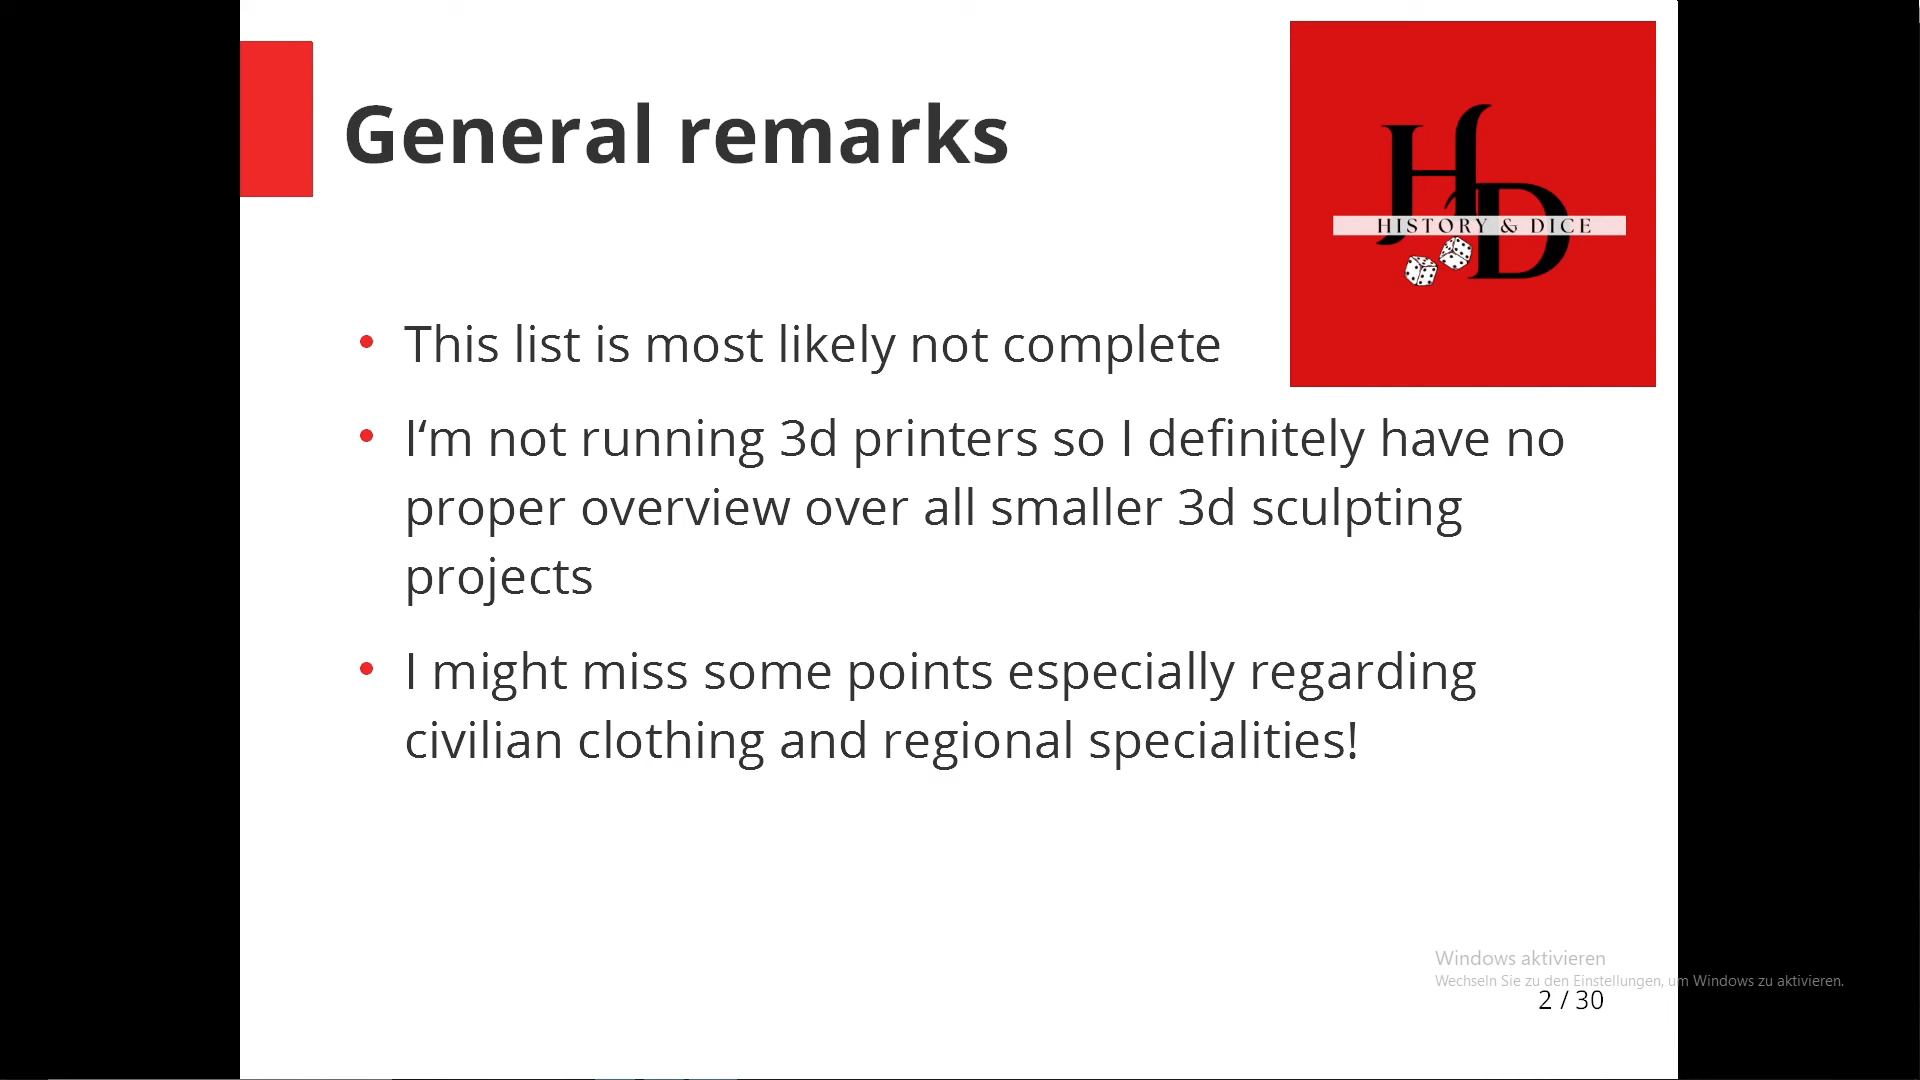 General remarks
HD
HISTORY & DICE
• This list is most likely not complete
• I‘m not running 3d printers so I definitely have no
proper overview over all smaller 3d sculpting
projects
• I might miss some points especially regarding
civilian clothing and regional specialities!
Windows aktivieren
Wechseln Sie zu den Einstellungen, um Windows zu aktivieren.
2 / 30